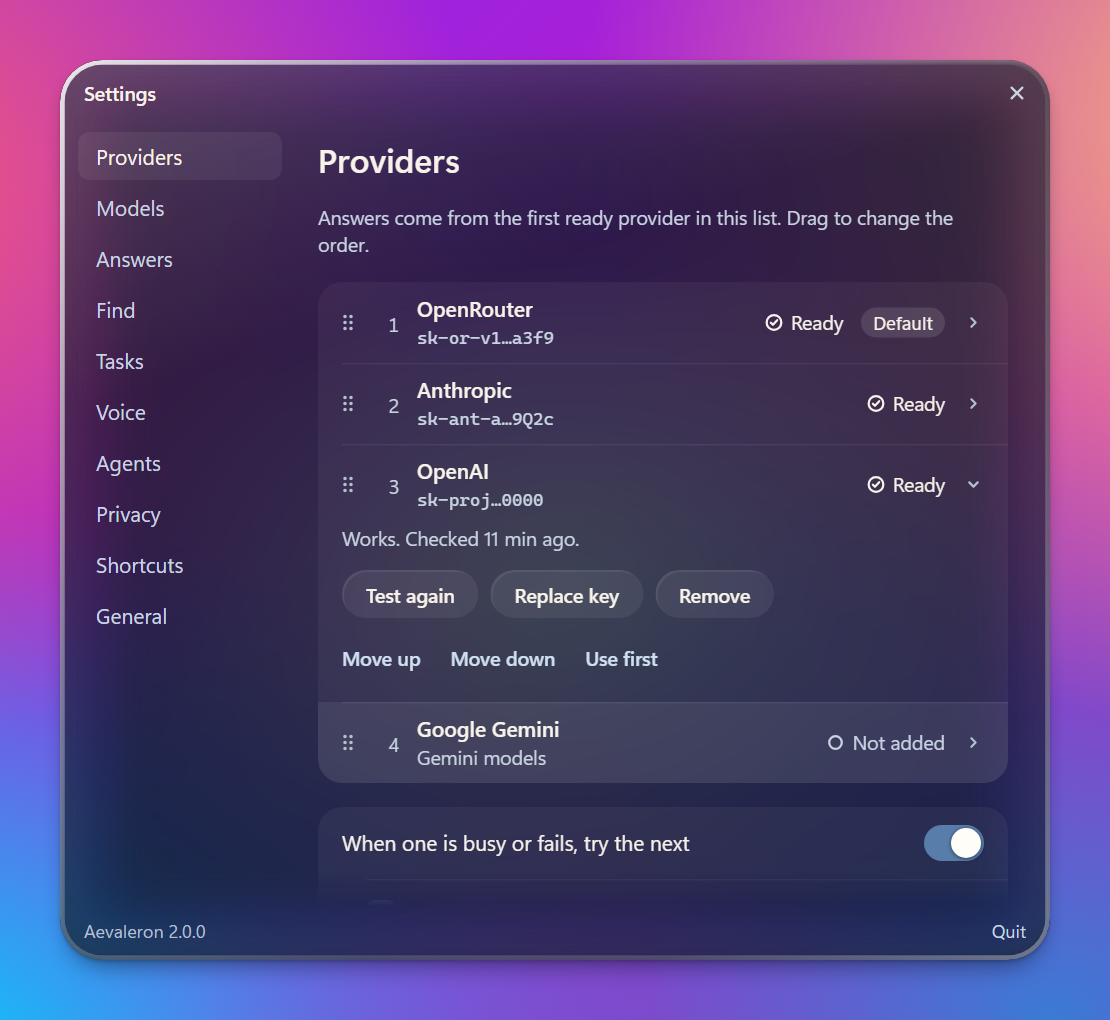 Settings
Providers
Models
Answers
Find
Tasks
Voice
Agents
Privacy
Shortcuts
General
Providers
Answers come from the first ready provider in this list. Drag to change the
order.
1 OpenRouter Ready Default
sk-or-v1…a3f9
2 Anthropic Ready
sk-ant-a…9Q2c
3 OpenAI Ready
sk-proj…0000
Works. Checked 11 min ago.
Test again Replace key Remove
Move up Move down Use first
4 Google Gemini Not added
Gemini models
When one is busy or fails, try the next
Aevaleron 2.0.0 Quit